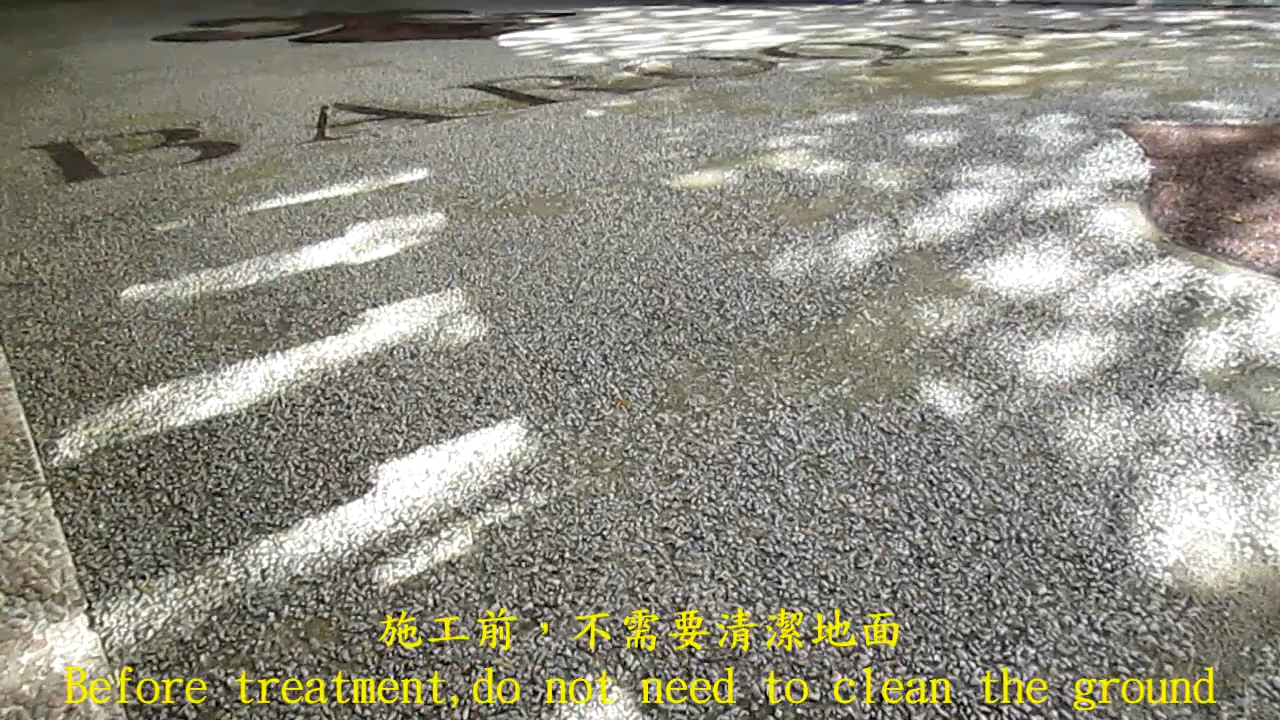 BAMBOO
施工前，不需要清潔地面
Before treatment,do not need to clean the ground